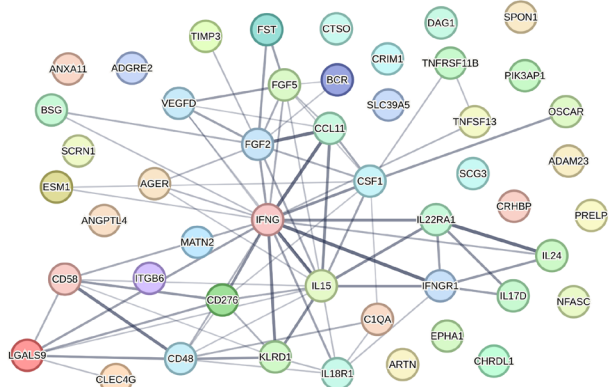 SPON1
DAG1
FST
CTSO
TIMP3
CRIM1
TNFRSF11B
ANXA11
ADGRE2
PIK3AP1
BCR
FGF5
VEGFD
SLC39A5
BSG
OSCAR
TNFSF13
CCL11
FGF2
SCRN1
ADAM23
SCG3
CSF1
AGER
ESM1
CRHBP
PRELP
ANGPTL4
IFNG
IL22RA1
MATN2
IL24
CD58
ITGB6
IL15
IFNGR1
IL17D
CD276
NFASC
C1QA
EPHA1
LGALS9
CD48
KLRD1
CHRDL1
ARTN
IL18R1
CLEC4G